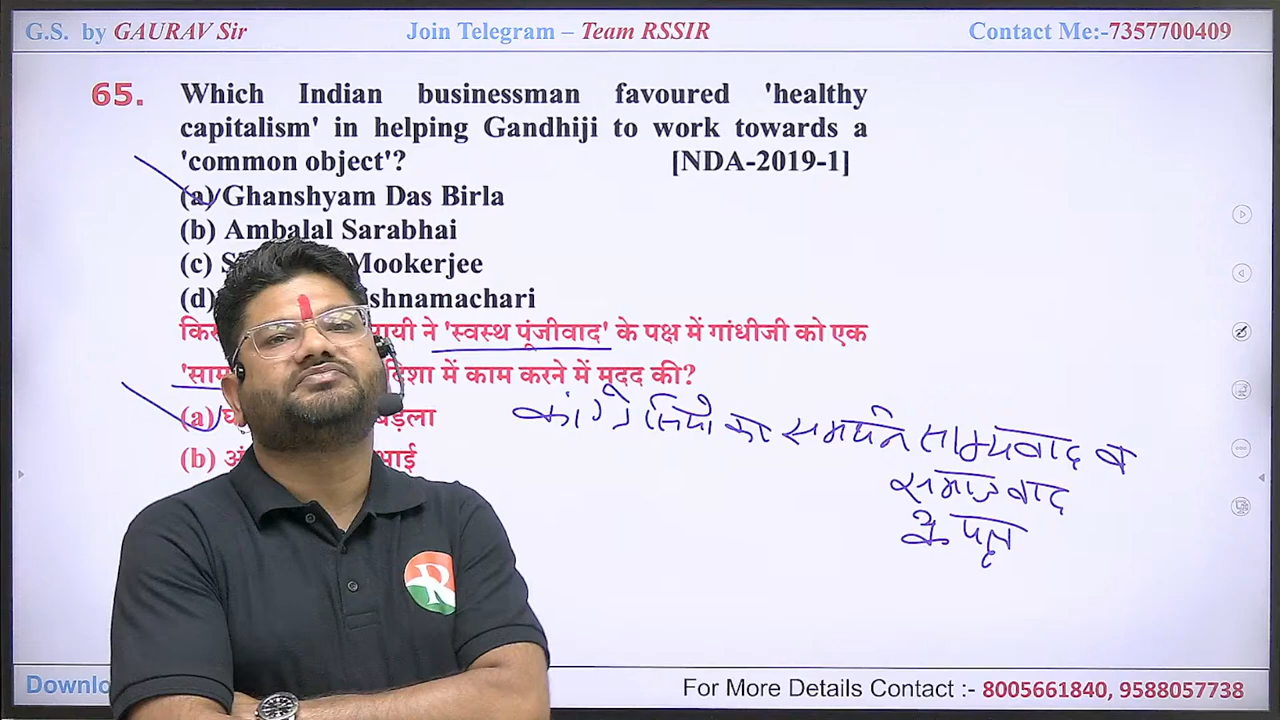 G.S. by GAURAV Sir
Join Telegram – Team RSSIR
Contact Me:-7357700409
65. Which Indian businessman favoured 'healthy
capitalism' in helping Gandhiji to work towards a
'common object'? [NDA-2019-1]
(a) Ghanshyam Das Birla
(b) Ambalal Sarabhai
(c) Mookerjee
(d)
के पक्ष में गांधीजी को एक
'स्वस्थ पूंजीवाद'
में काम करने में मदद की?
(a)
(b)
का समर्थन साम्यवाद व
समाजवाद
के पक्ष
R
For More Details Contact :- 8005661840, 9588057738